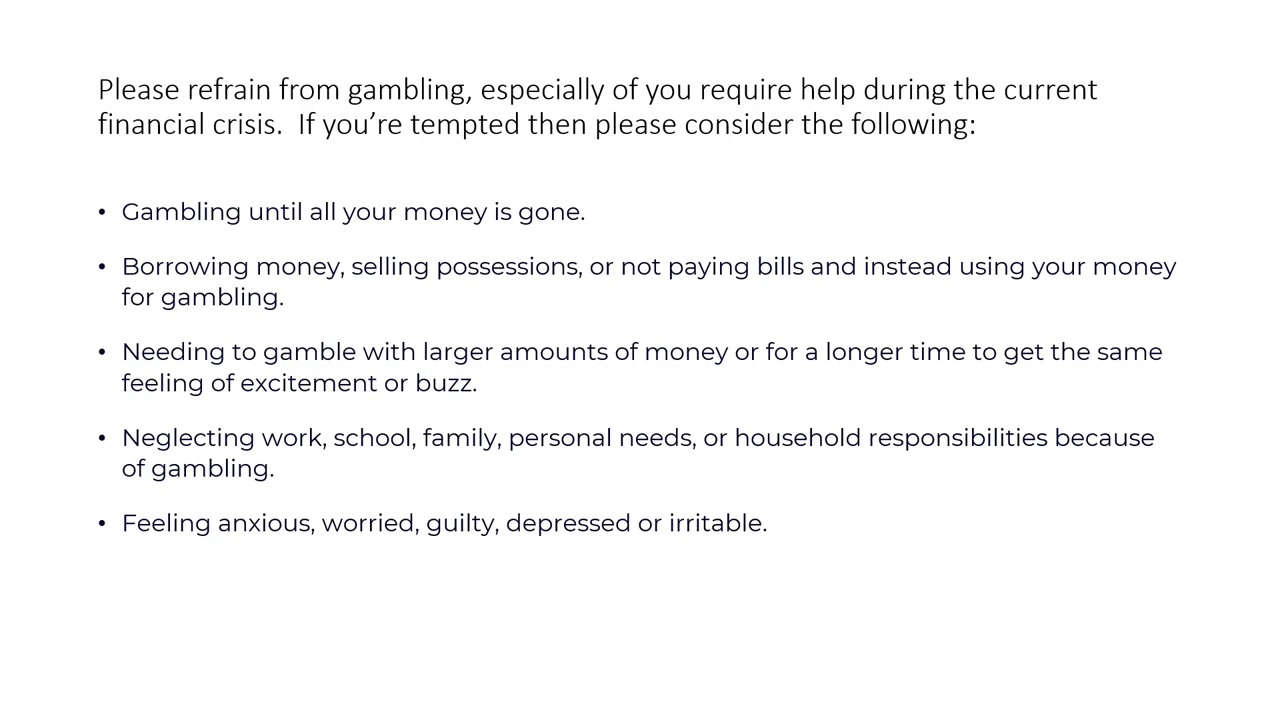 Please refrain from gambling, especially of you require help during the current
financial crisis.  If you’re tempted then please consider the following:
• Gambling until all your money is gone.
• Borrowing money, selling possessions, or not paying bills and instead using your money
for gambling.
• Needing to gamble with larger amounts of money or for a longer time to get the same
feeling of excitement or buzz.
• Neglecting work, school, family, personal needs, or household responsibilities because
of gambling.
• Feeling anxious, worried, guilty, depressed or irritable.